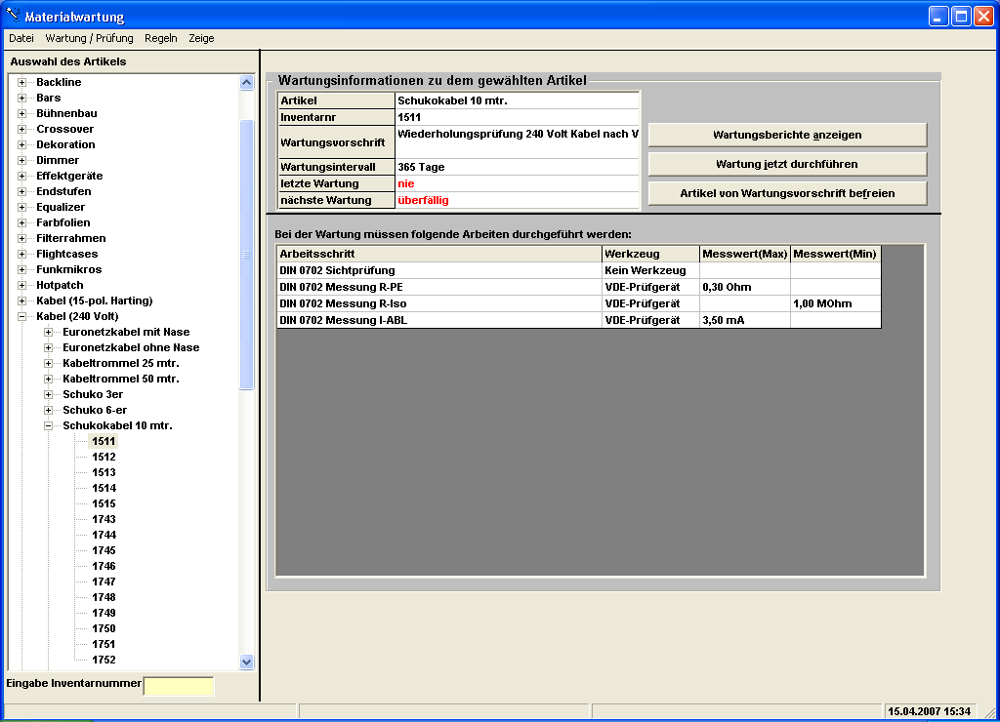 Materialwartung
Datei Wartung / Prüfung Regeln Zeige
Auswahl des Artikels
Backline
Bars
Bühnenbau
Crossover
Dekoration
Dimmer
Effektgeräte
Endstufen
Equalizer
Farbfolien
Filterrahmen
Flightcases
Funkmikros
Hotpatch
Kabel (15-pol. Harting)
Kabel (240 Volt)
Euronetzkabel mit Nase
Euronetzkabel ohne Nase
Kabeltrommel 25 mtr.
Kabeltrommel 50 mtr.
Schuko 3er
Schuko 6-er
Schukokabel 10 mtr.
1511
1512
1513
1514
1515
1743
1744
1745
1746
1747
1748
1749
1750
1751
1752
Eingabe Inventarnummer
Wartungsinformationen zu dem gewählten Artikel
Artikel Schukokabel 10 mtr.
Inventarnr 1511
Wartungsvorschrift Wiederholungsprüfung 240 Volt Kabel nach V
Wartungsintervall 365 Tage
letzte Wartung nie
nächste Wartung überfällig
Wartungsberichte anzeigen
Wartung jetzt durchführen
Artikel von Wartungsvorschrift befreien
Bei der Wartung müssen folgende Arbeiten durchgeführt werden:
Arbeitsschritt Werkzeug Messwert(Max) Messwert(Min)
DIN 0702 Sichtprüfung Kein Werkzeug
DIN 0702 Messung R-PE VDE-Prüfgerät 0,30 Ohm
DIN 0702 Messung R-Iso VDE-Prüfgerät 1,00 MOhm
DIN 0702 Messung I-ABL VDE-Prüfgerät 3,50 mA
15.04.2007 15:34